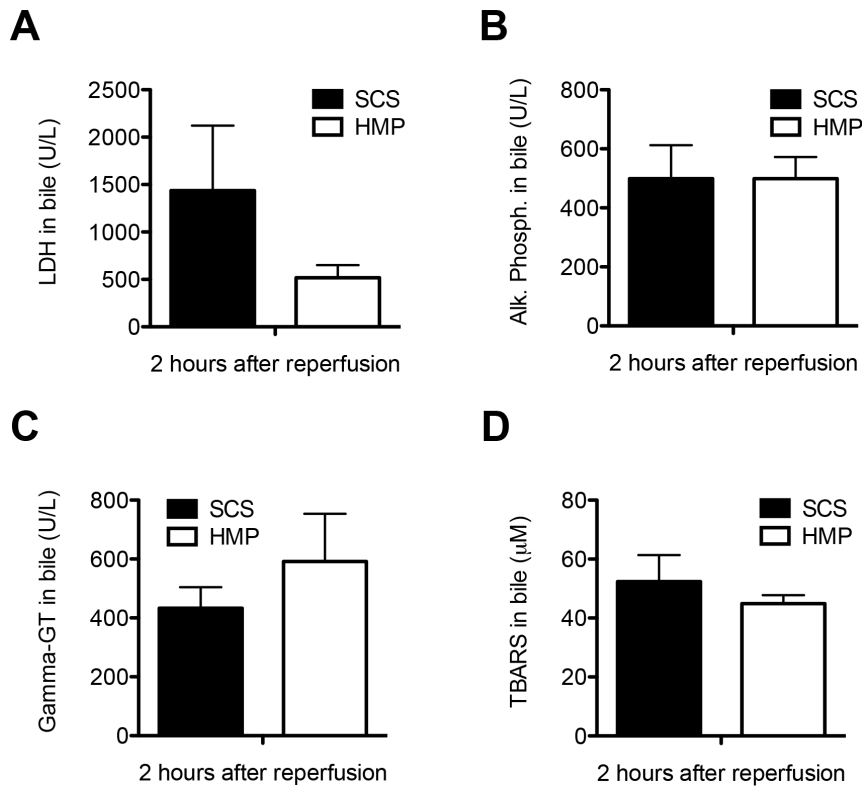 A
LDH in bile (U/L)
2500
2000
1500
1000
500
0
SCS
HMP
2 hours after reperfusion
B
Alk. Phosph. in bile (U/L)
800
600
400
200
0
SCS
HMP
2 hours after reperfusion
C
Gamma-GT in bile (U/L)
800
600
400
200
0
SCS
HMP
2 hours after reperfusion
D
TBARS in bile (μM)
80
60
40
20
0
SCS
HMP
2 hours after reperfusion